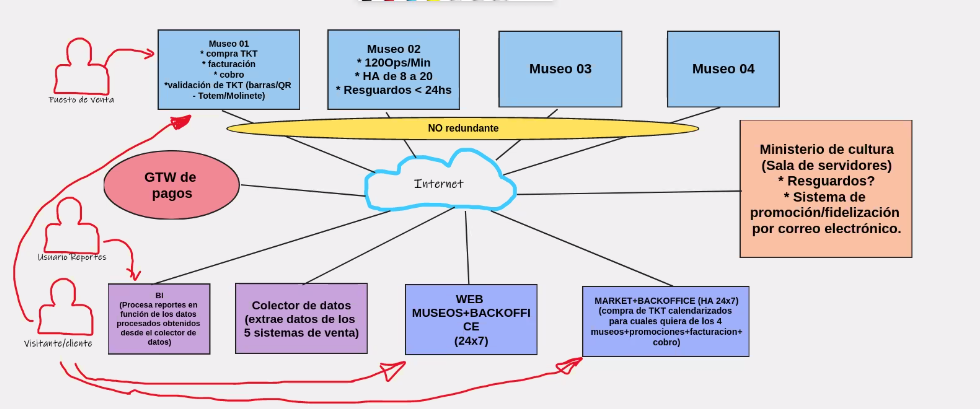 Museo 01
* compra TKT
* facturación
* cobro
*validación de TKT (barras/QR
- Totem/Molinete)
Museo 02
* 120Ops/Min
* HA de 8 a 20
* Resguardos < 24hs
Museo 03
Museo 04
Puesto de Venta
NO redundante
Ministerio de cultura
(Sala de servidores)
* Resguardos?
* Sistema de
promoción/fidelización
por correo electrónico.
GTW de
pagos
Internet
Usuario Reportes
BI
(Procesa reportes en
función de los datos
procesados obtenidos
desde el colector de
datos)
Colector de datos
(extrae datos de los
5 sistemas de venta)
WEB
MUSEOS+BACKOFFI
CE
(24x7)
MARKET+BACKOFFICE (HA 24x7)
(compra de TKT calendarizados
para cuales quiera de los 4
museos+promociones+facturacion+
cobro)
Visitante/cliente